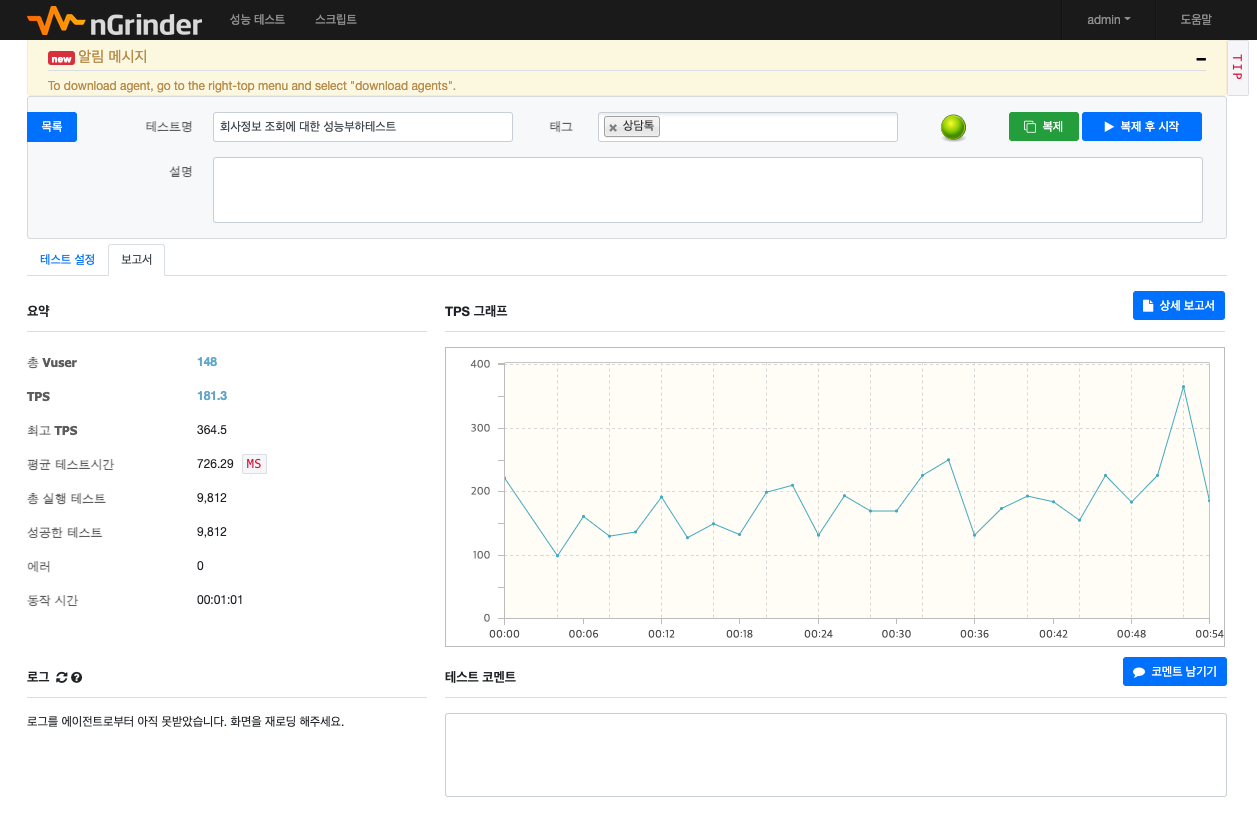 nGrinder 성능 테스트 스크립트 admin 도움말
new 알림 메시지
TIP
To download agent, go to the right-top menu and select "download agents".
목록 테스트명 회사정보 조회에 대한 성능부하테스트 태그 상담톡 복제 복제 후 시작
설명
테스트 설정 보고서
요약
총 Vuser 148
TPS 181.3
최고 TPS 364.5
평균 테스트시간 726.29 MS
총 실행 테스트 9,812
성공한 테스트 9,812
에러 0
동작 시간 00:01:01
TPS 그래프 상세 보고서
400
300
200
100
0
00:00 00:06 00:12 00:18 00:24 00:30 00:36 00:42 00:48 00:54
로그
로그를 에이전트로부터 아직 못받았습니다. 화면을 재로딩 해주세요.
테스트 코멘트 코멘트 남기기